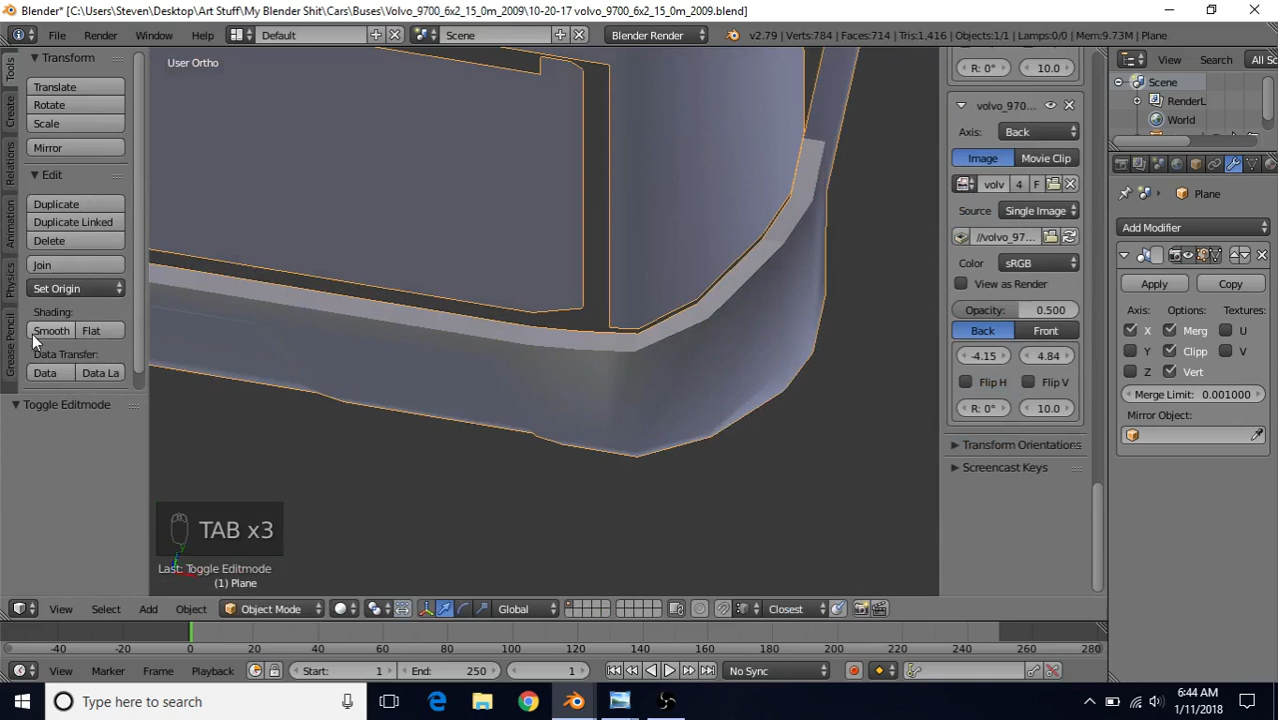 Blender* [C:\Users\Steven\Desktop\Art Stuff\My Blender Shit\Cars\Buses\Volvo_9700_6x2_15_0m_2009\10-20-17 volvo_9700_6x2_15_0m_2009.blend]
File Render Window Help Default Scene Blender Render v2.79 | Verts:784 | Faces:714 | Tris:1,416 | Objects:1/1 | Lamps:0/0 | Mem:9.73M | Plane
View Search All Sc
Tools
Create
Relations
Animation
Physics
Grease Pencil
Transform
Translate
Rotate
Scale
Mirror
Edit
Duplicate
Duplicate Linked
Delete
Join
Set Origin
Shading:
Smooth Flat
Data Transfer:
Data Data La
Toggle Editmode
User Ortho
TAB x3
Last: Toggle Editmode
(1) Plane
R: 0° 10.0
volvo_970...
Axis: Back
Image Movie Clip
volv 4 F
Source Single Image
//volvo_97...
Color sRGB
View as Render
Opacity: 0.500
Back Front
-4.15 4.84
Flip H Flip V
R: 0° 10.0
Transform Orientations
Screencast Keys
Scene
RenderL
World
Plane
Add Modifier
Apply Copy
Axis: Options: Textures:
X Merg U
Y Clipp V
Z Vert
Merge Limit: 0.001000
Mirror Object:
View Select Add Object Object Mode Global Closest
-40 -20 0 20 40 60 80 100 120 140 160 180 200 220 240 260 280
View Marker Frame Playback Start: 1 End: 250 1 No Sync
Type here to search
6:44 AM
1/11/2018